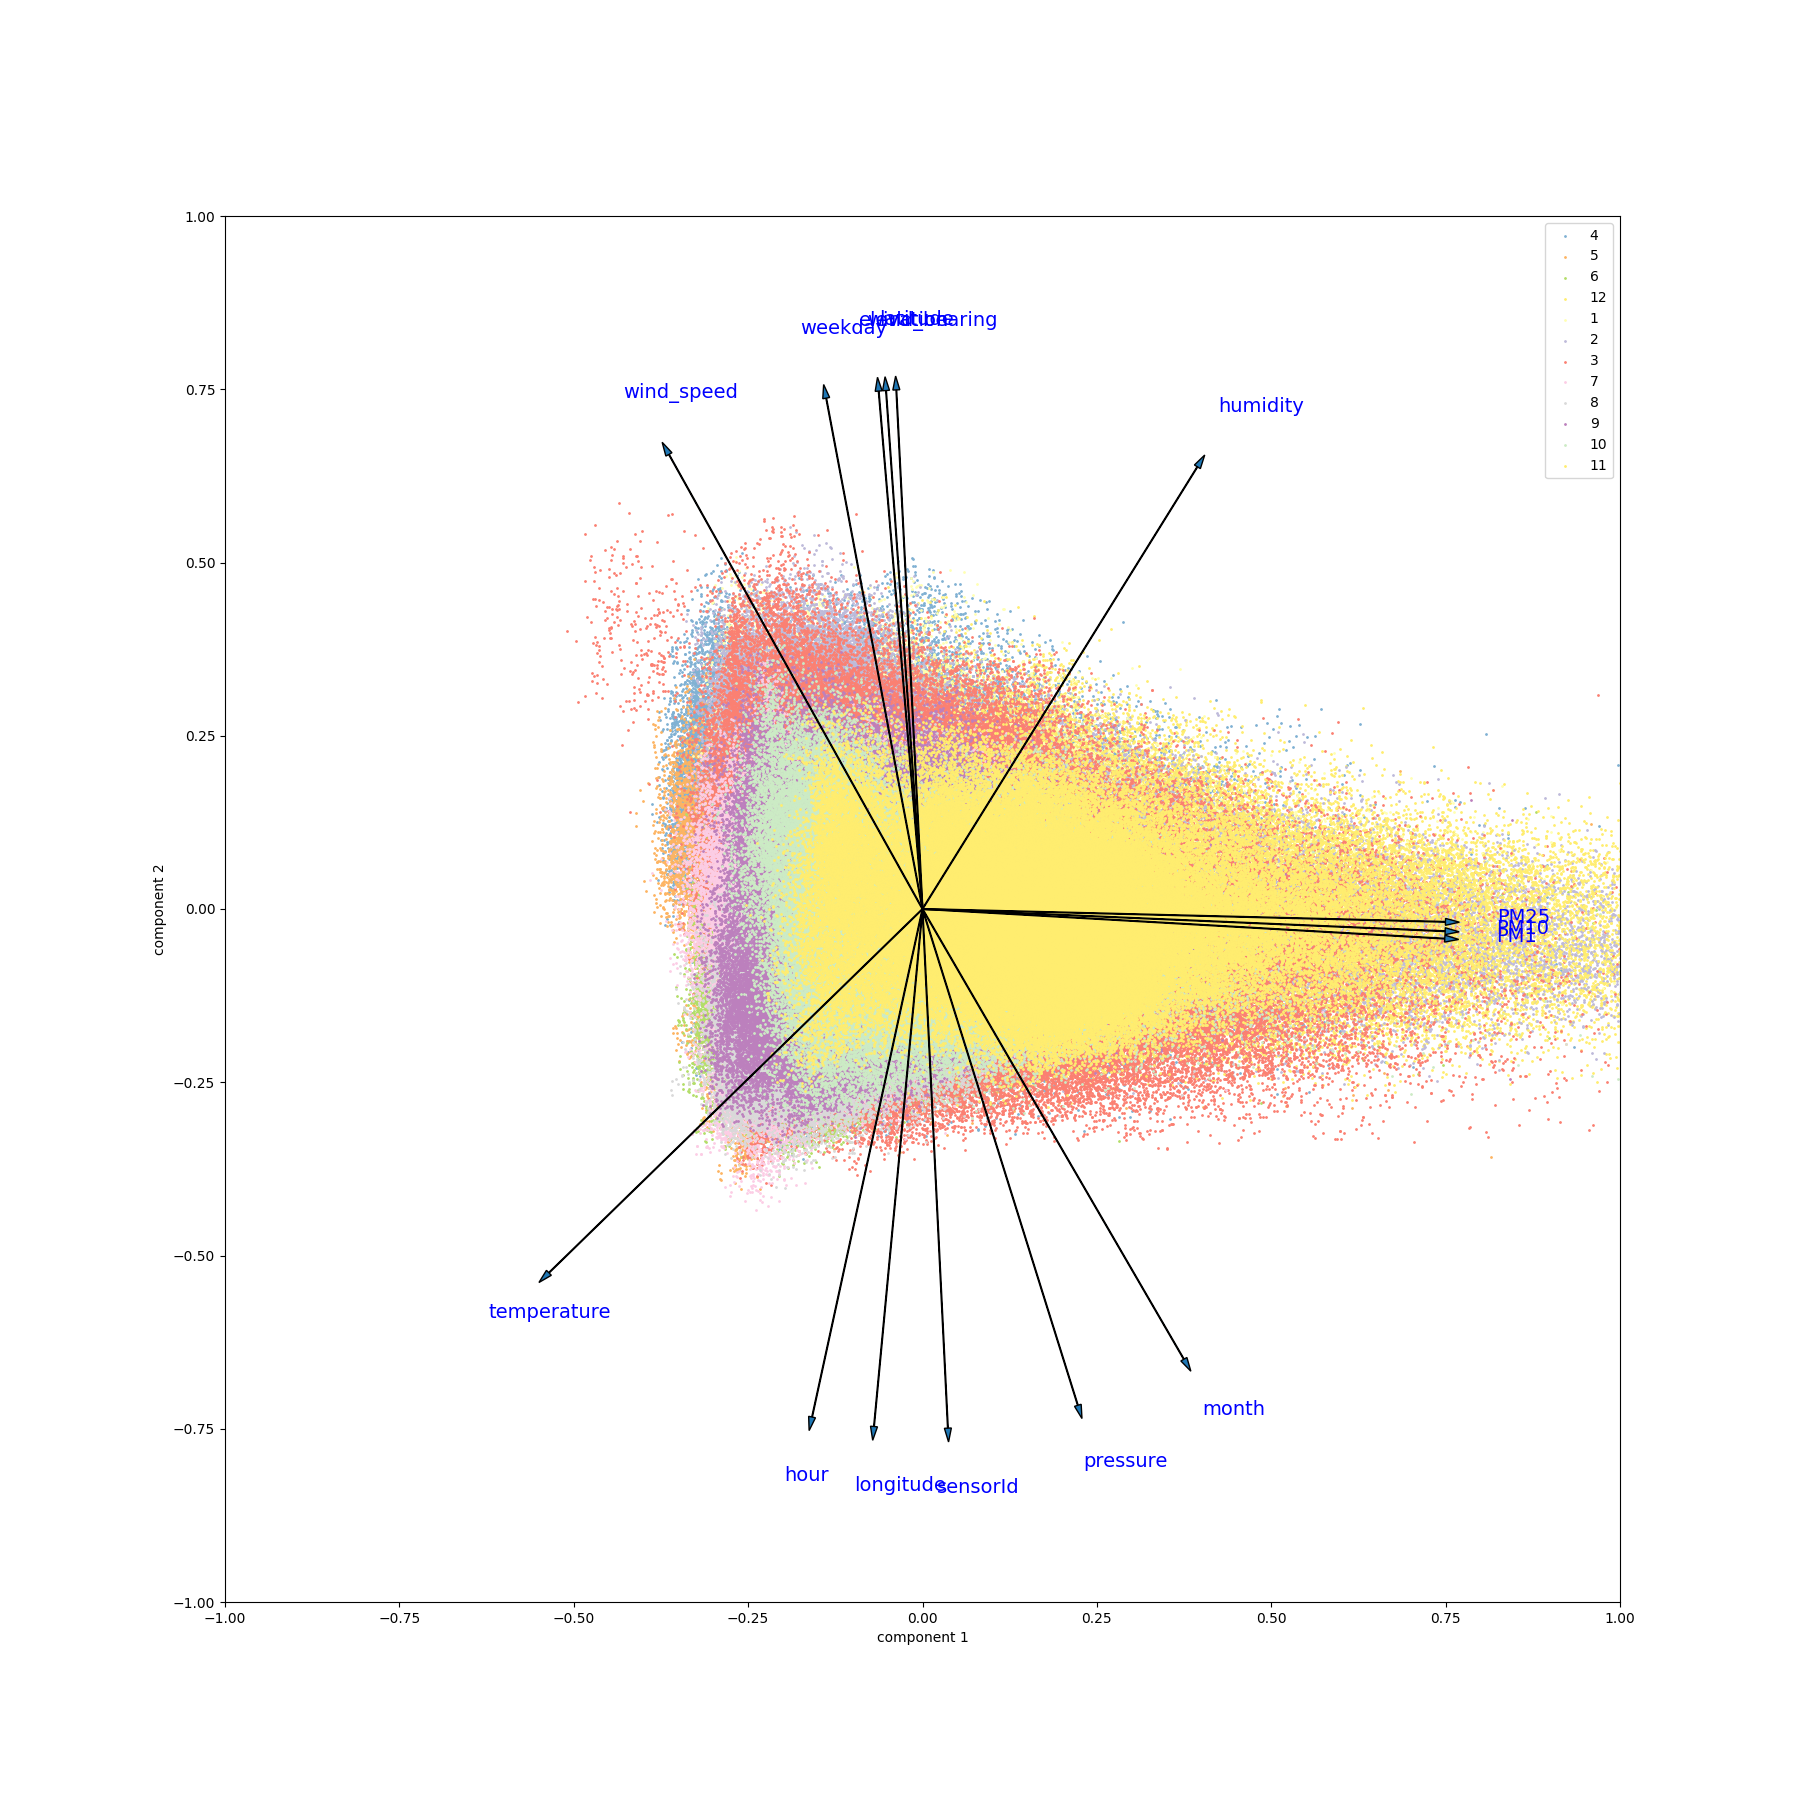 1.00
0.75
0.50
0.25
0.00
−0.25
−0.50
−0.75
−1.00
component 2
4
5
6
12
1
2
3
7
8
9
10
11
weekday
wind_speed
humidity
PM25
PM10
PM1
temperature
month
pressure
hour
longitude
sensorId
−1.00
−0.75
−0.50
−0.25
0.00
0.25
0.50
0.75
1.00
component 1